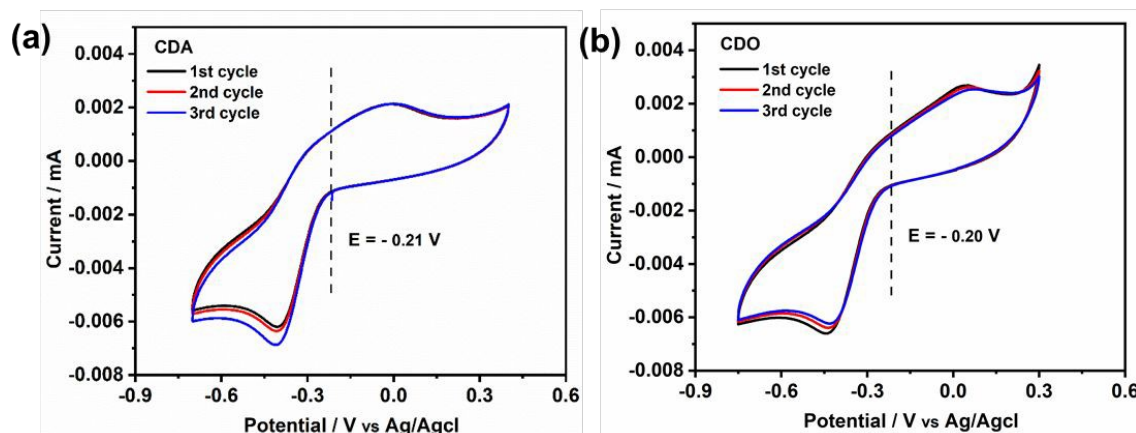 (a)
CDA
1st cycle
2nd cycle
3rd cycle
E = - 0.21 V
Current / mA
0.004
0.002
0.000
-0.002
-0.004
-0.006
-0.008
-0.9 -0.6 -0.3 0.0 0.3 0.6
Potential / V vs Ag/Agcl
(b)
CDO
1st cycle
2nd cycle
3rd cycle
E = - 0.20 V
Current / mA
0.004
0.002
0.000
-0.002
-0.004
-0.006
-0.008
-0.9 -0.6 -0.3 0.0 0.3 0.6
Potential / V vs Ag/Agcl